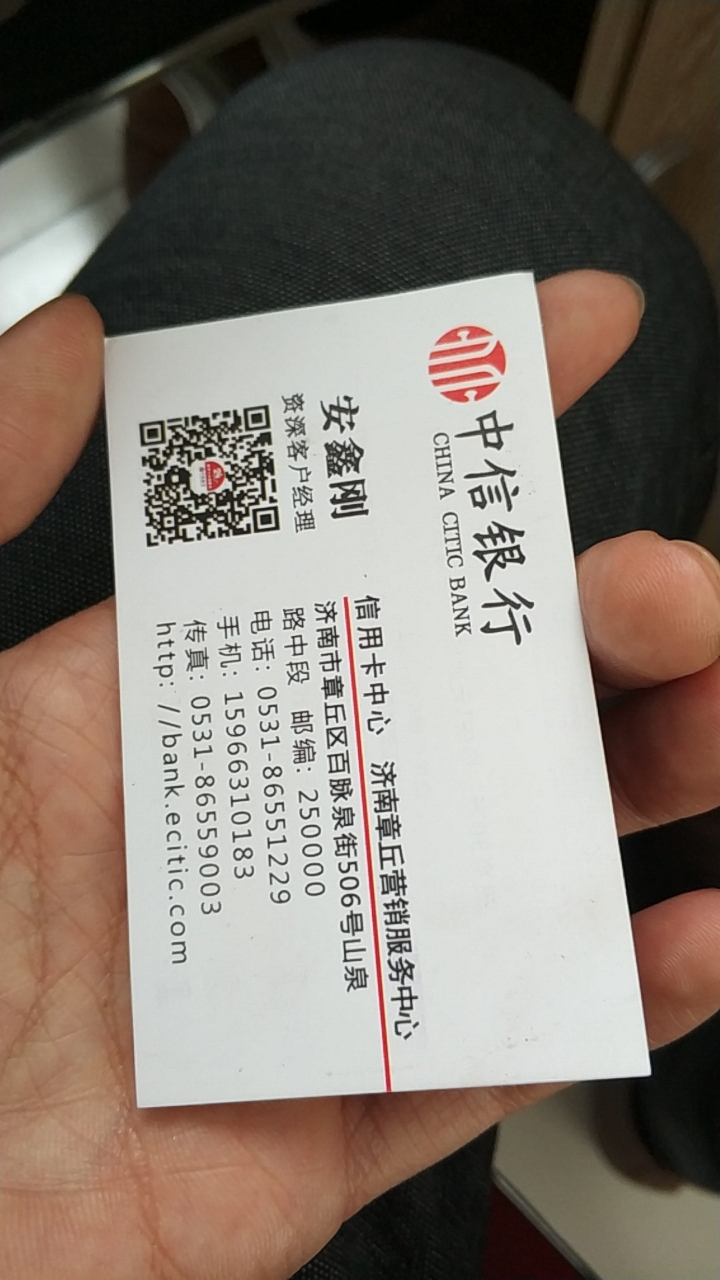 中信银行
CHINA CITIC BANK
安鑫刚
资深客户经理
信用卡中心 济南章丘营销服务中心
济南市章丘区百脉泉街506号山泉
路中段 邮编: 250000
电话: 0531-86551229
手机: 15966310183
传真: 0531-86559003
http: //bank.ecitic.com